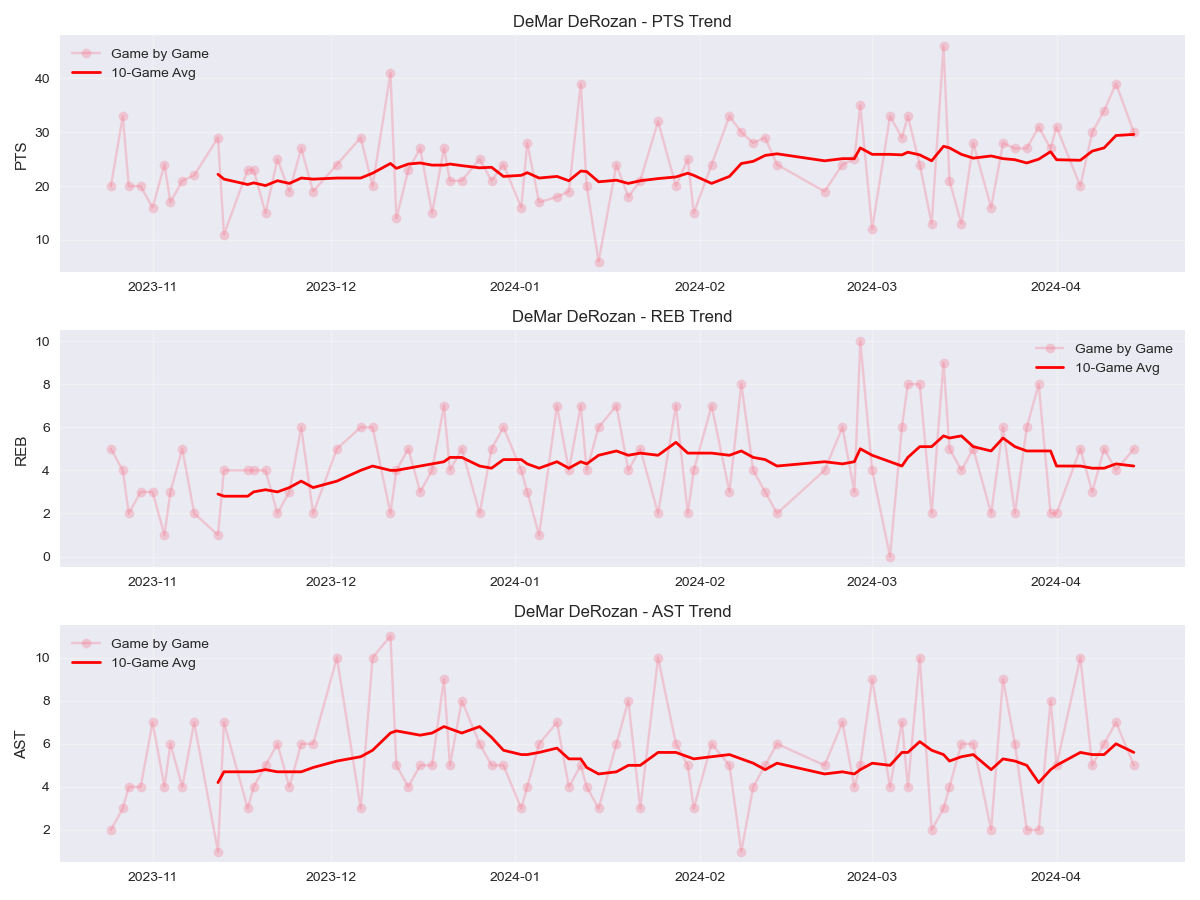 DeMar DeRozan - PTS Trend
Game by Game
10-Game Avg
PTS
40
30
20
10
2023-11 2023-12 2024-01 2024-02 2024-03 2024-04
DeMar DeRozan - REB Trend
Game by Game
10-Game Avg
REB
10
8
6
4
2
0
2023-11 2023-12 2024-01 2024-02 2024-03 2024-04
DeMar DeRozan - AST Trend
Game by Game
10-Game Avg
AST
10
8
6
4
2
2023-11 2023-12 2024-01 2024-02 2024-03 2024-04